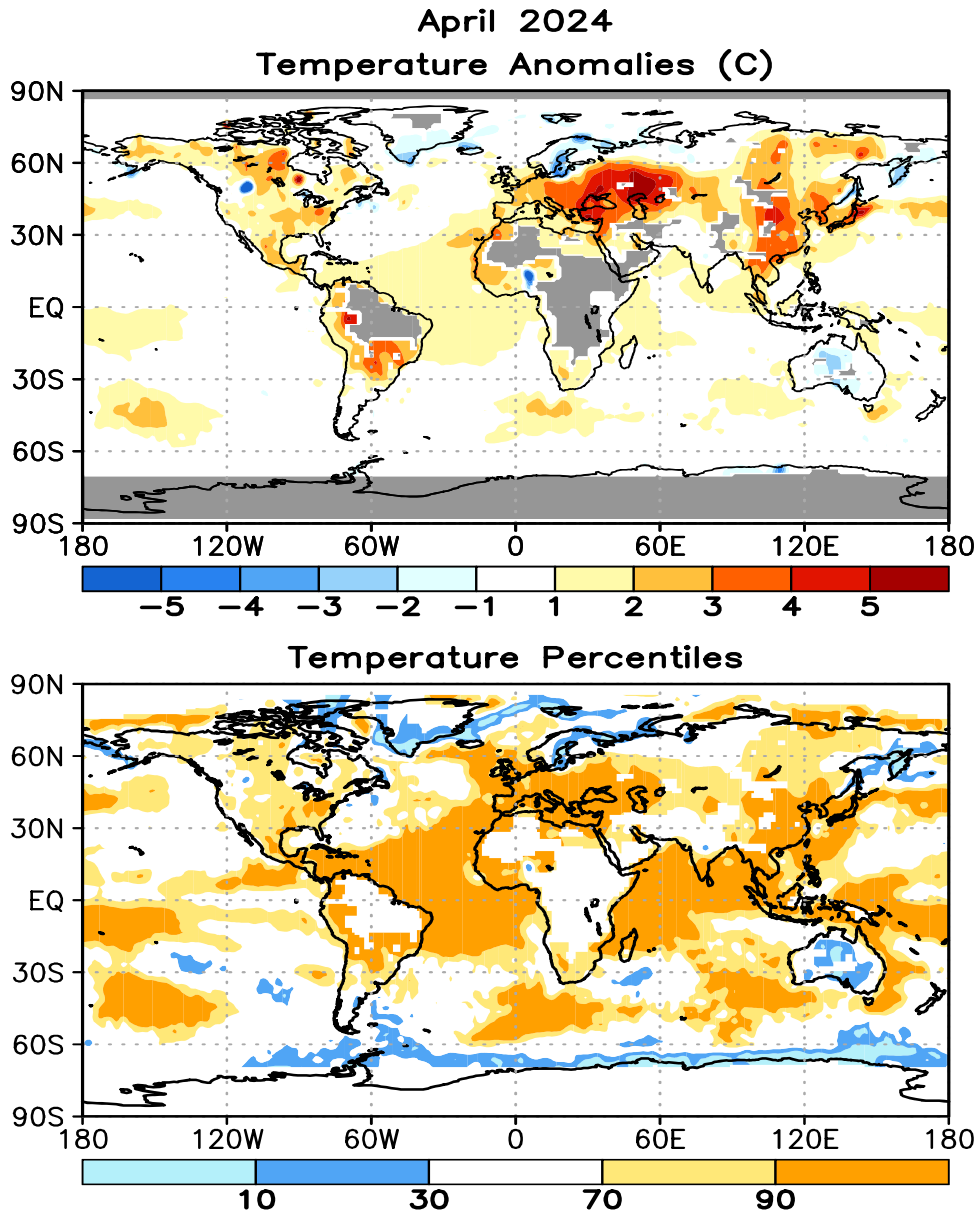 April 2024
Temperature Anomalies (C)
90N
60N
30N
EQ
30S
60S
90S
180 120W 60W 0 60E 120E 180
−5 −4 −3 −2 −1 1 2 3 4 5
Temperature Percentiles
90N
60N
30N
EQ
30S
60S
90S
180 120W 60W 0 60E 120E 180
10 30 70 90